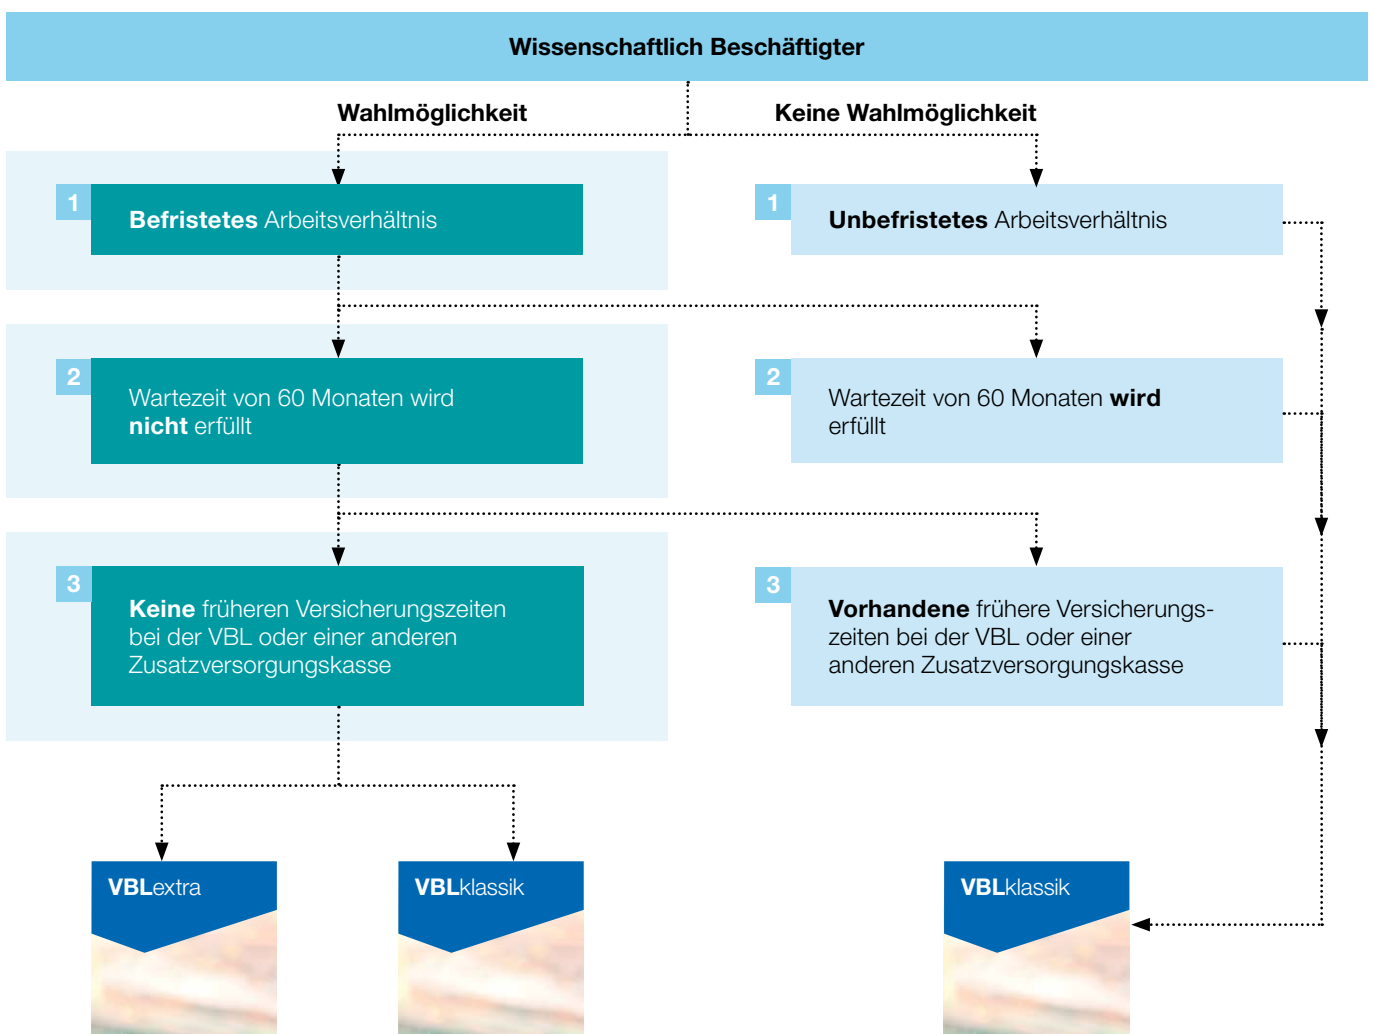 Wissenschaftlich Beschäftigter
Wahlmöglichkeit
Keine Wahlmöglichkeit
1
Befristetes Arbeitsverhältnis
1
Unbefristetes Arbeitsverhältnis
2
Wartezeit von 60 Monaten wird
nicht erfüllt
2
Wartezeit von 60 Monaten wird
erfüllt
3
Keine früheren Versicherungszeiten
bei der VBL oder einer anderen
Zusatzversorgungskasse
3
Vorhandene frühere Versicherungs-
zeiten bei der VBL oder einer
anderen Zusatzversorgungskasse
VBLextra
VBLklassik
VBLklassik